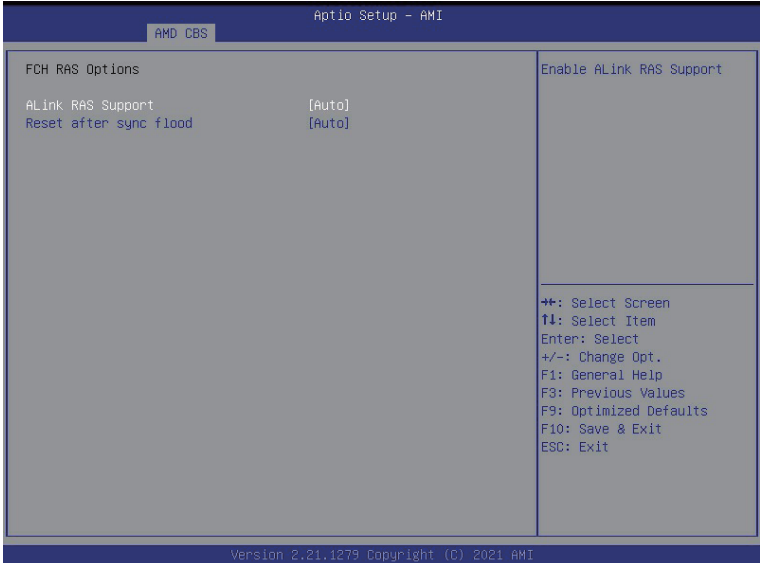 Aptio Setup – AMI
AMD CBS
FCH RAS Options
ALink RAS Support [Auto]
Reset after sync flood [Auto]
Enable ALink RAS Support
→←: Select Screen
↑↓: Select Item
Enter: Select
+/-: Change Opt.
F1: General Help
F3: Previous Values
F9: Optimized Defaults
F10: Save & Exit
ESC: Exit
Version 2.21.1279 Copyright (C) 2021 AMI